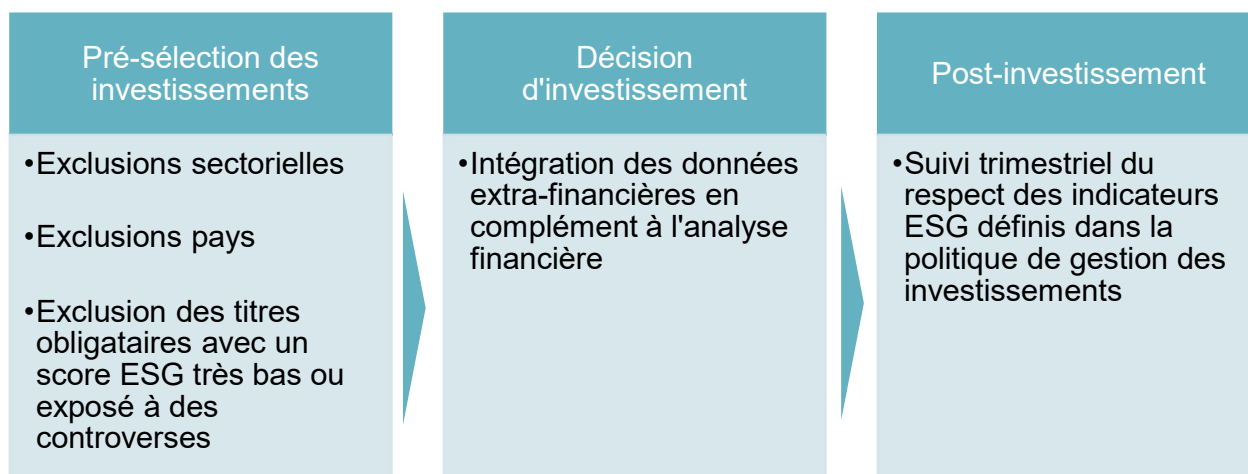 Pré-sélection des
investissements
•Exclusions sectorielles
•Exclusions pays
•Exclusion des titres
obligataires avec un
score ESG très bas ou
exposé à des
controverses
Décision
d'investissement
•Intégration des données
extra-financières en
complément à l'analyse
financière
Post-investissement
•Suivi trimestriel du
respect des indicateurs
ESG définis dans la
politique de gestion des
investissements